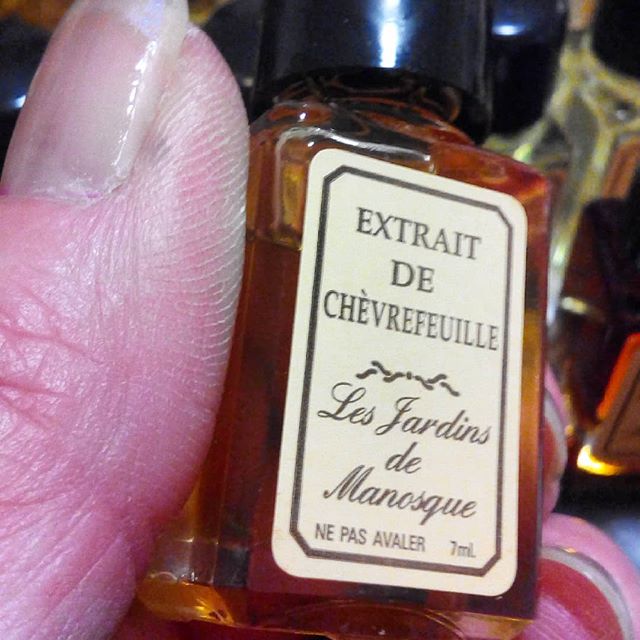 EXTRAIT
DE
CHÈVREFEUILLE
Les Jardins
de
Manosque
NE PAS AVALER 7mL